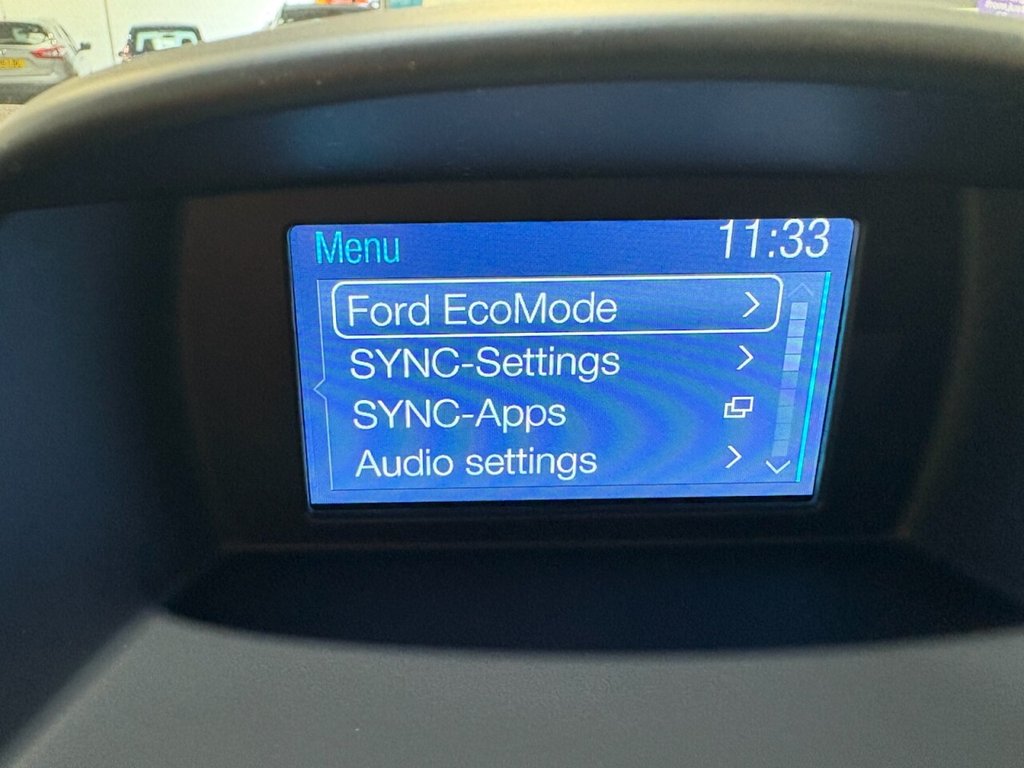 Menu
11:33
Ford EcoMode
SYNC-Settings
SYNC-Apps
Audio settings